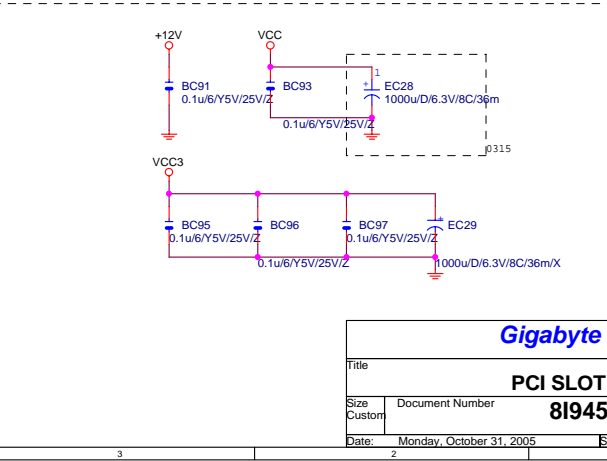 +12V
VCC
BC91
0.1u/6/Y5V/25V/Z
BC93
0.1u/6/Y5V/25V/Z
1
+
EC28
1000u/D/6.3V/8C/36m
0315
VCC3
BC95
0.1u/6/Y5V/25V/Z
BC96
0.1u/6/Y5V/25V/Z
BC97
0.1u/6/Y5V/25V/Z
+
EC29
1000u/D/6.3V/8C/36m/X
Gigabyte
Title
PCI SLOT
Size
Custom
Document Number
8I945
Date: Monday, October 31, 2005 S
3 2